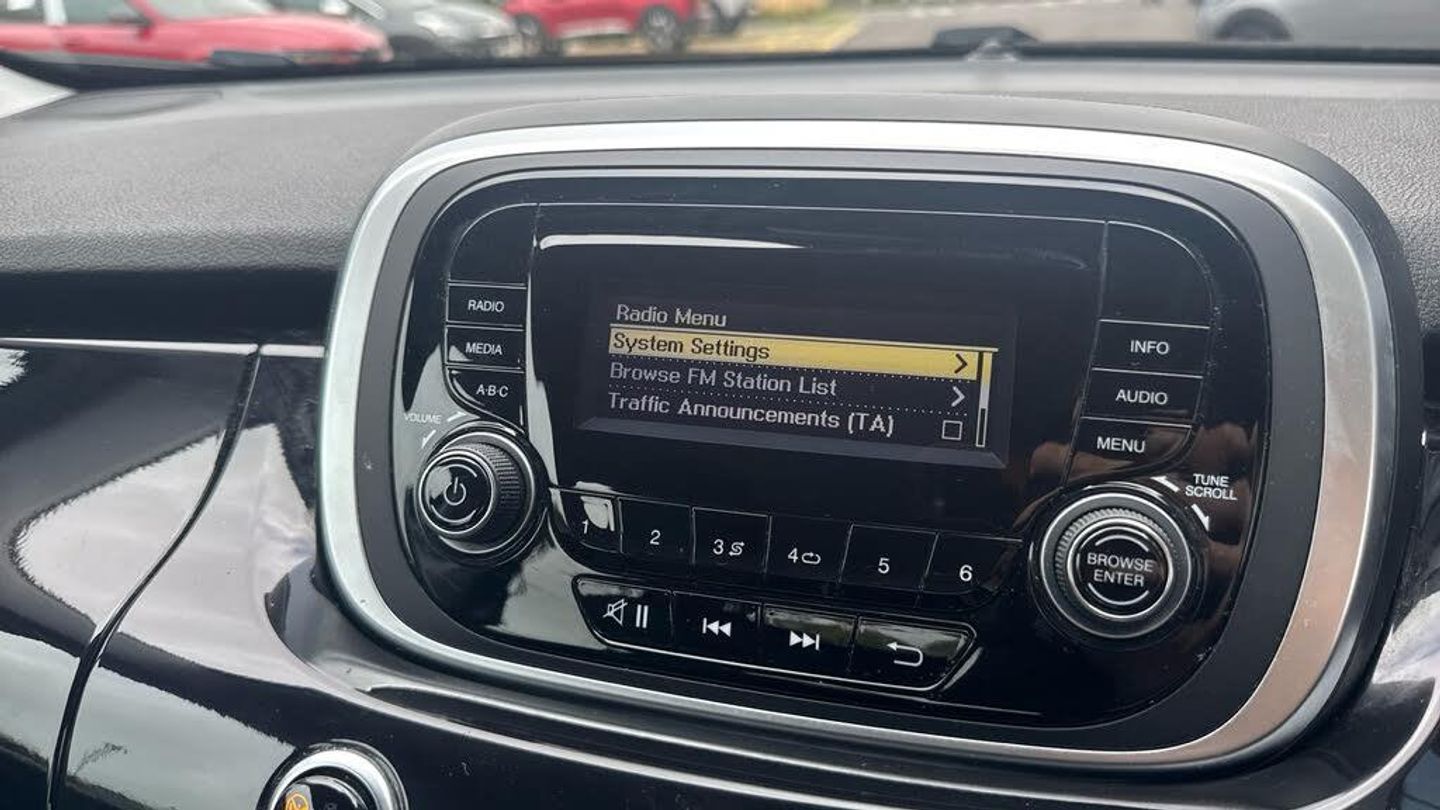 RADIO
MEDIA
A·B·C
VOLUME
Radio Menu
System Settings
Browse FM Station List
Traffic Announcements (TA)
INFO
AUDIO
MENU
TUNE
SCROLL
BROWSE
ENTER
1
2
3
4
5
6